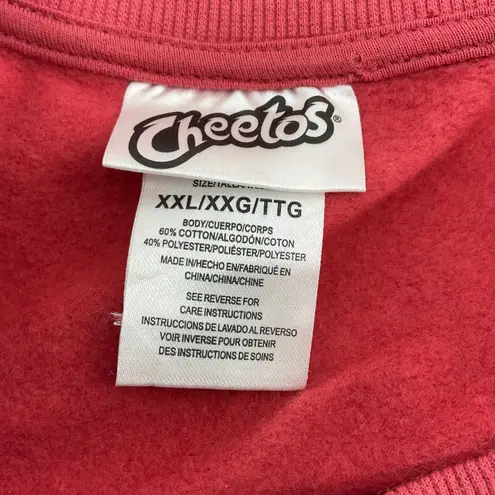 Cheetos®
SIZE/TALLA
XXL/XXG/TTG
BODY/CUERPO/CORPS
60% COTTON/ALGODÓN/COTON
40% POLYESTER/POLIÉSTER/POLYESTER
MADE IN/HECHO EN/FABRIQUÉ EN
CHINA/CHINA/CHINE
SEE REVERSE FOR
CARE INSTRUCTIONS
INSTRUCCIONES DE LAVADO AL REVERSO
VOIR INVERSE POUR OBTENIR
DES INSTRUCTIONS DE SOINS